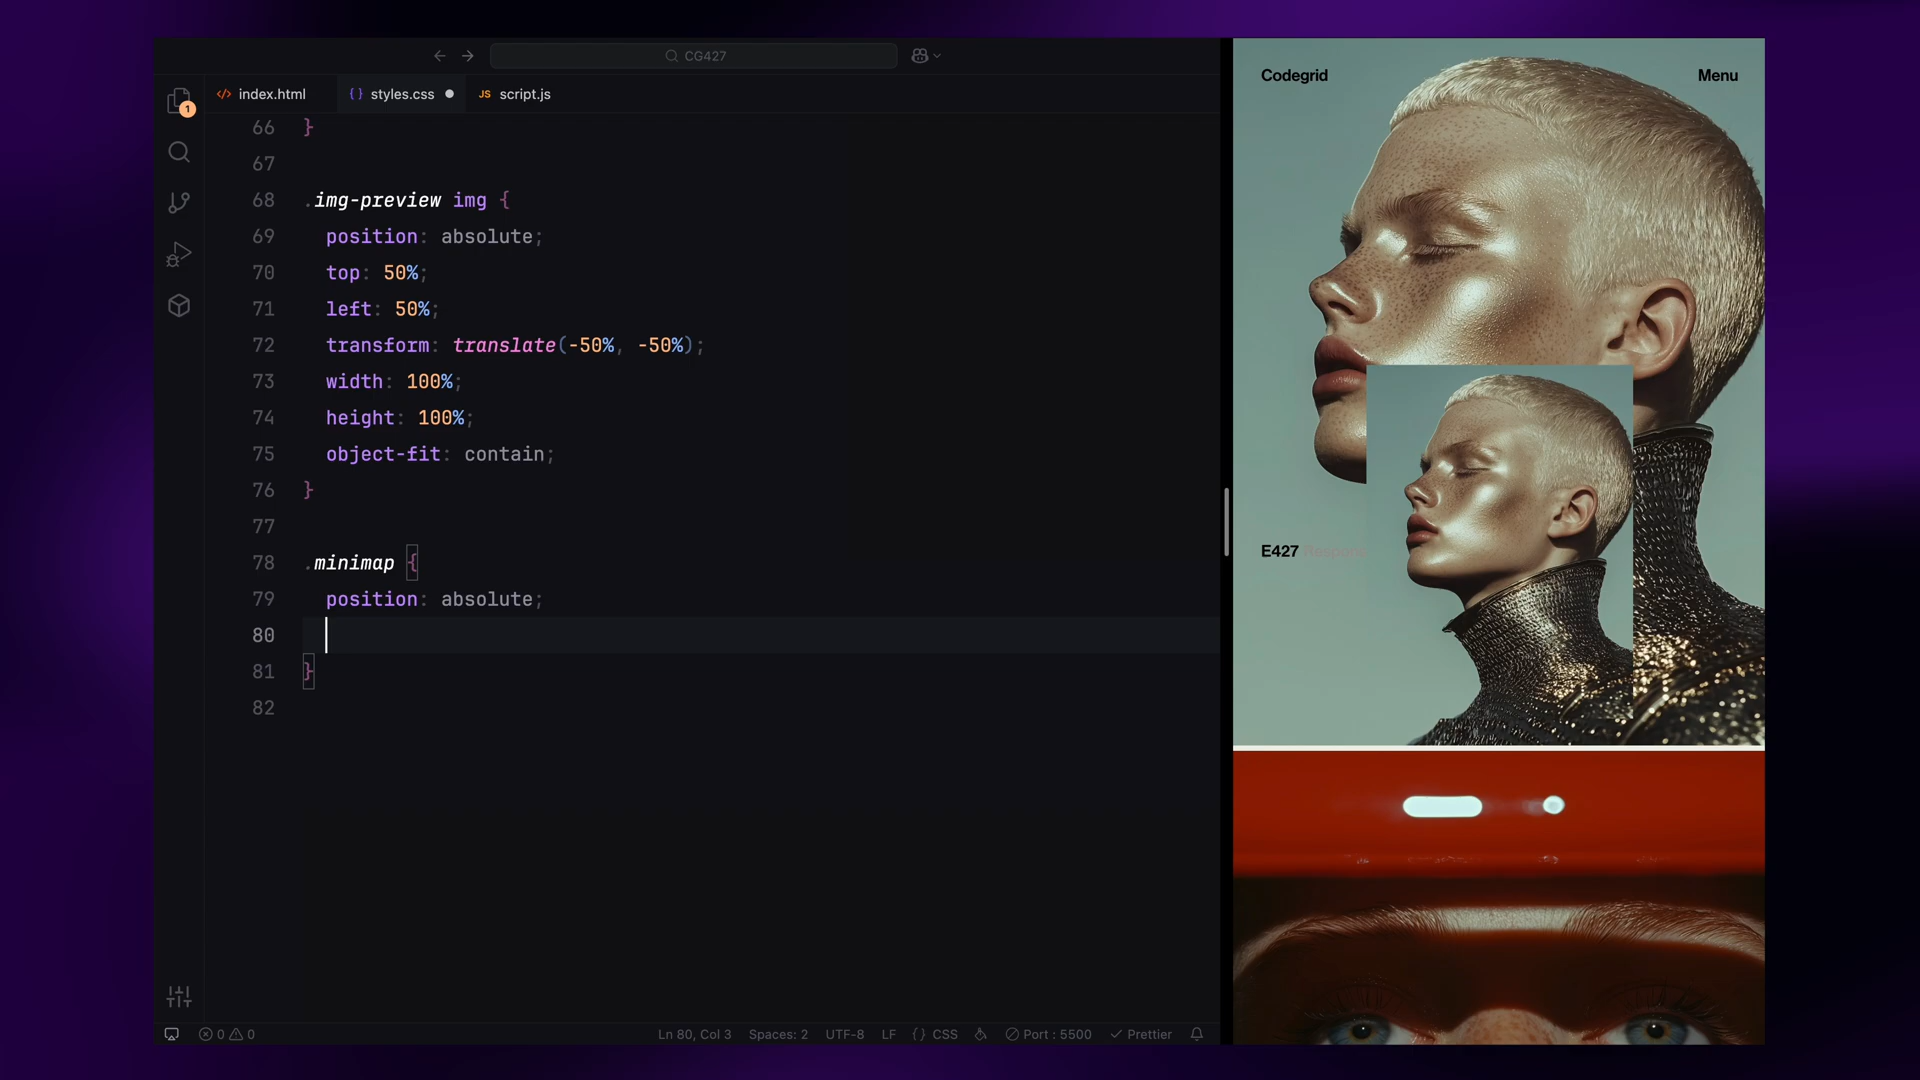 CG427
1
index.html
{ } styles.css
JS script.js
66 }
67
68 .img-preview img {
69 position: absolute;
70 top: 50%;
71 left: 50%;
72 transform: translate(-50%, -50%);
73 width: 100%;
74 height: 100%;
75 object-fit: contain;
76 }
77
78 .minimap {
79 position: absolute;
80
81 }
82
0 0
Ln 80, Col 3 Spaces: 2 UTF-8 LF { } CSS Port : 5500 Prettier
Codegrid Menu
E427